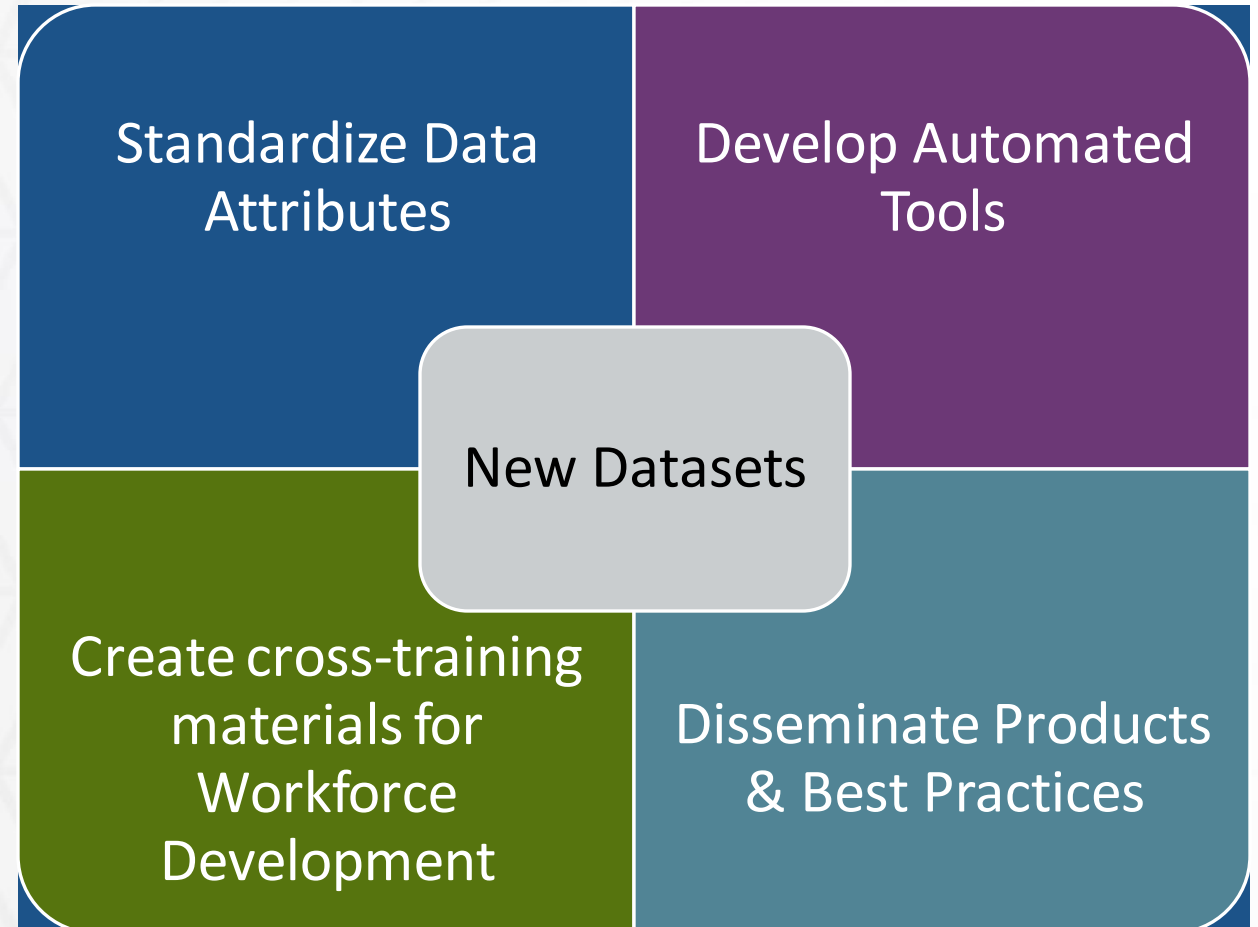 Standardize Data
Attributes
Develop Automated
Tools
New Datasets
Create cross-training
materials for
Workforce
Development
Disseminate Products
& Best Practices